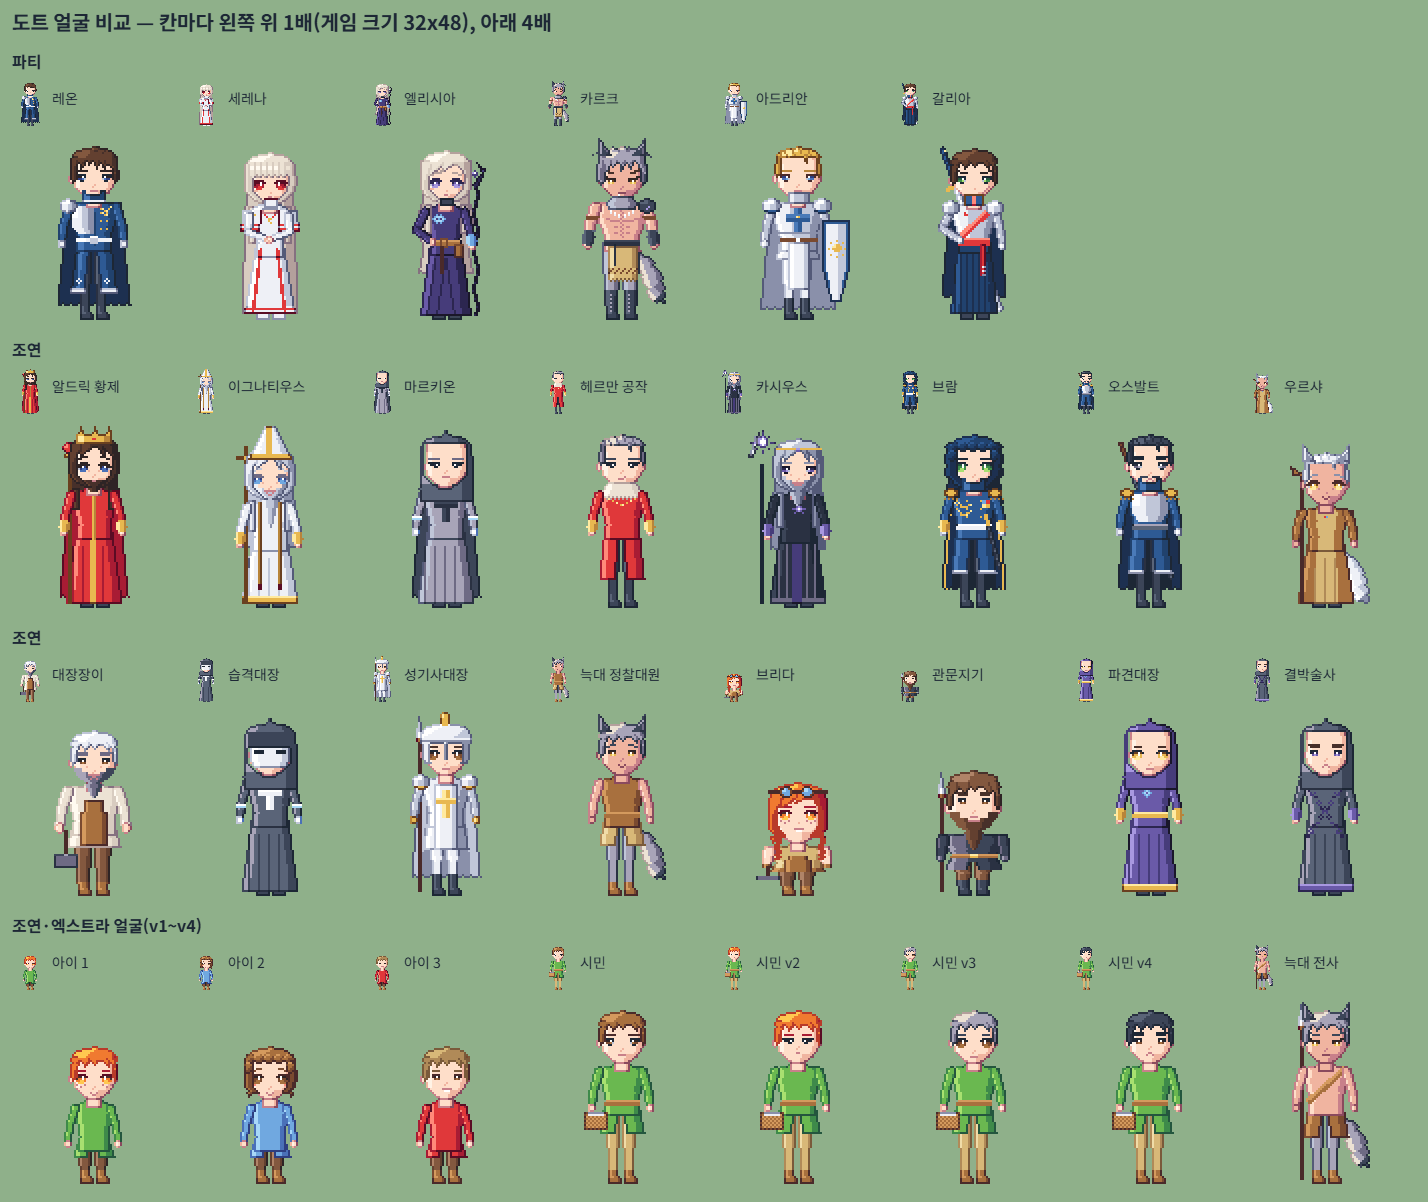 도트 얼굴 비교 — 칸마다 왼쪽 위 1배(게임 크기 32x48), 아래 4배
파티
레온 세레나 엘리시아 카르크 아드리안 갈리아
조연
알드릭 황제 이그나티우스 마르키온 헤르만 공작 카시우스 브람 오스발트 우르샤
조연
대장장이 습격대장 성기사대장 늑대 정찰대원 브리다 관문지기 파견대장 결박술사
조연·엑스트라 얼굴(v1~v4)
아이 1 아이 2 아이 3 시민 시민 v2 시민 v3 시민 v4 늑대 전사